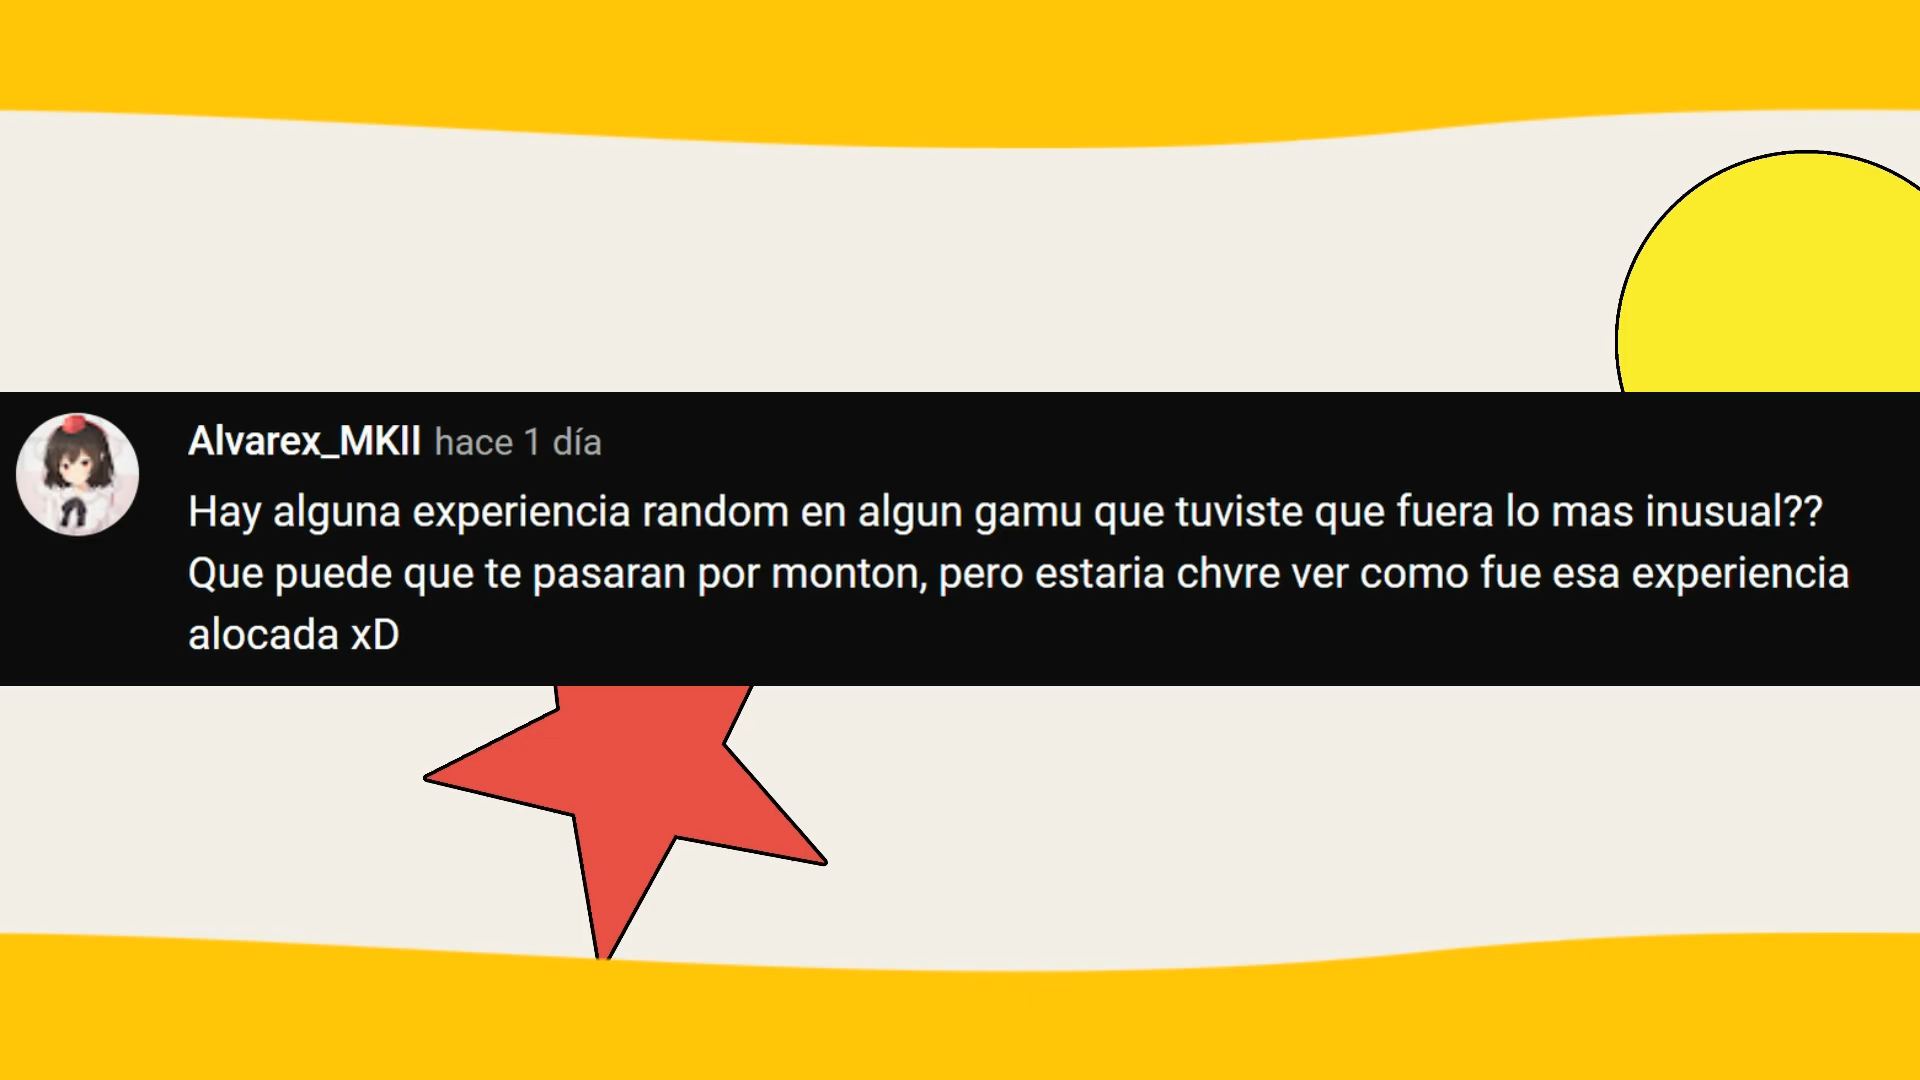 Alvarex_MKII hace 1 día
Hay alguna experiencia random en algun gamu que tuviste que fuera lo mas inusual??
Que puede que te pasaran por monton, pero estaria chvre ver como fue esa experiencia
alocada xD